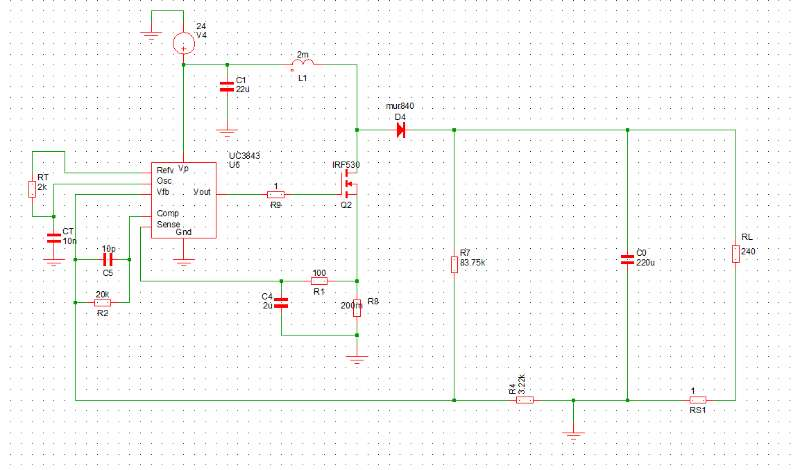 24
V4
2m
L1
C1
22u
mur840
D4
UC3843
U6
IRF530
Q2
RT
2k
Refv
Vp
Osc
Vfb
Vout
Comp
Sense
Gnd
1
R9
CT
10n
10p
C5
20k
R2
100
R1
C4
2u
200m
R8
R7
83.75k
C0
220u
RL
240
R4
3.22k
1
RS1